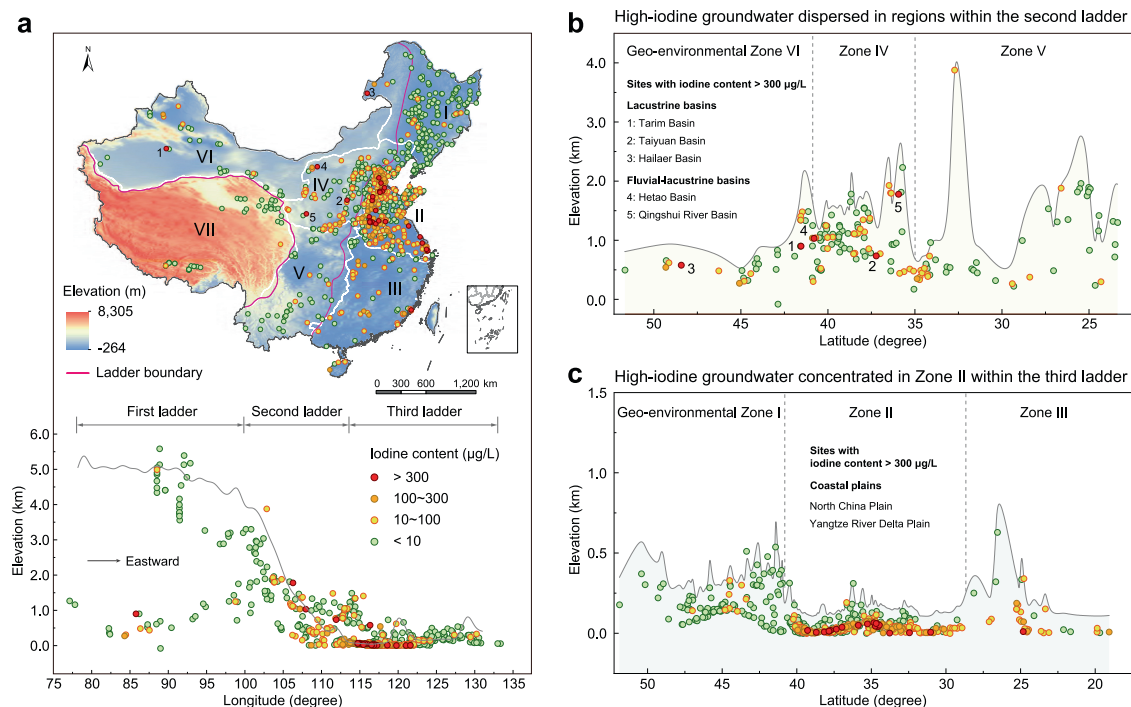 a
N
I
II
III
IV
V
VI
VII
1
2
3
4
5
Elevation (m)
8,305
-264
Ladder boundary
0 300 600 1,200 km
First ladder Second ladder Third ladder
Elevation (km)
6.0
5.0
4.0
3.0
2.0
1.0
0.0
Eastward
Iodine content (µg/L)
> 300
100~300
10~100
< 10
75 80 85 90 95 100 105 110 115 120 125 130 135
Longitude (degree)
b High-iodine groundwater dispersed in regions within the second ladder
Geo-environmental Zone VI Zone IV Zone V
Sites with iodine content > 300 µg/L
Lacustrine basins
1: Tarim Basin
2: Taiyuan Basin
3: Hailaer Basin
Fluvial-lacustrine basins
4: Hetao Basin
5: Qingshui River Basin
Elevation (km)
4.0
3.0
2.0
1.0
0.0
3
1
4
2
5
50 45 40 35 30 25
Latitude (degree)
c High-iodine groundwater concentrated in Zone II within the third ladder
Geo-environmental Zone I Zone II Zone III
Sites with
iodine content > 300 µg/L
Coastal plains
North China Plain
Yangtze River Delta Plain
Elevation (km)
1.5
1.0
0.5
0.0
50 45 40 35 30 25 20
Latitude (degree)